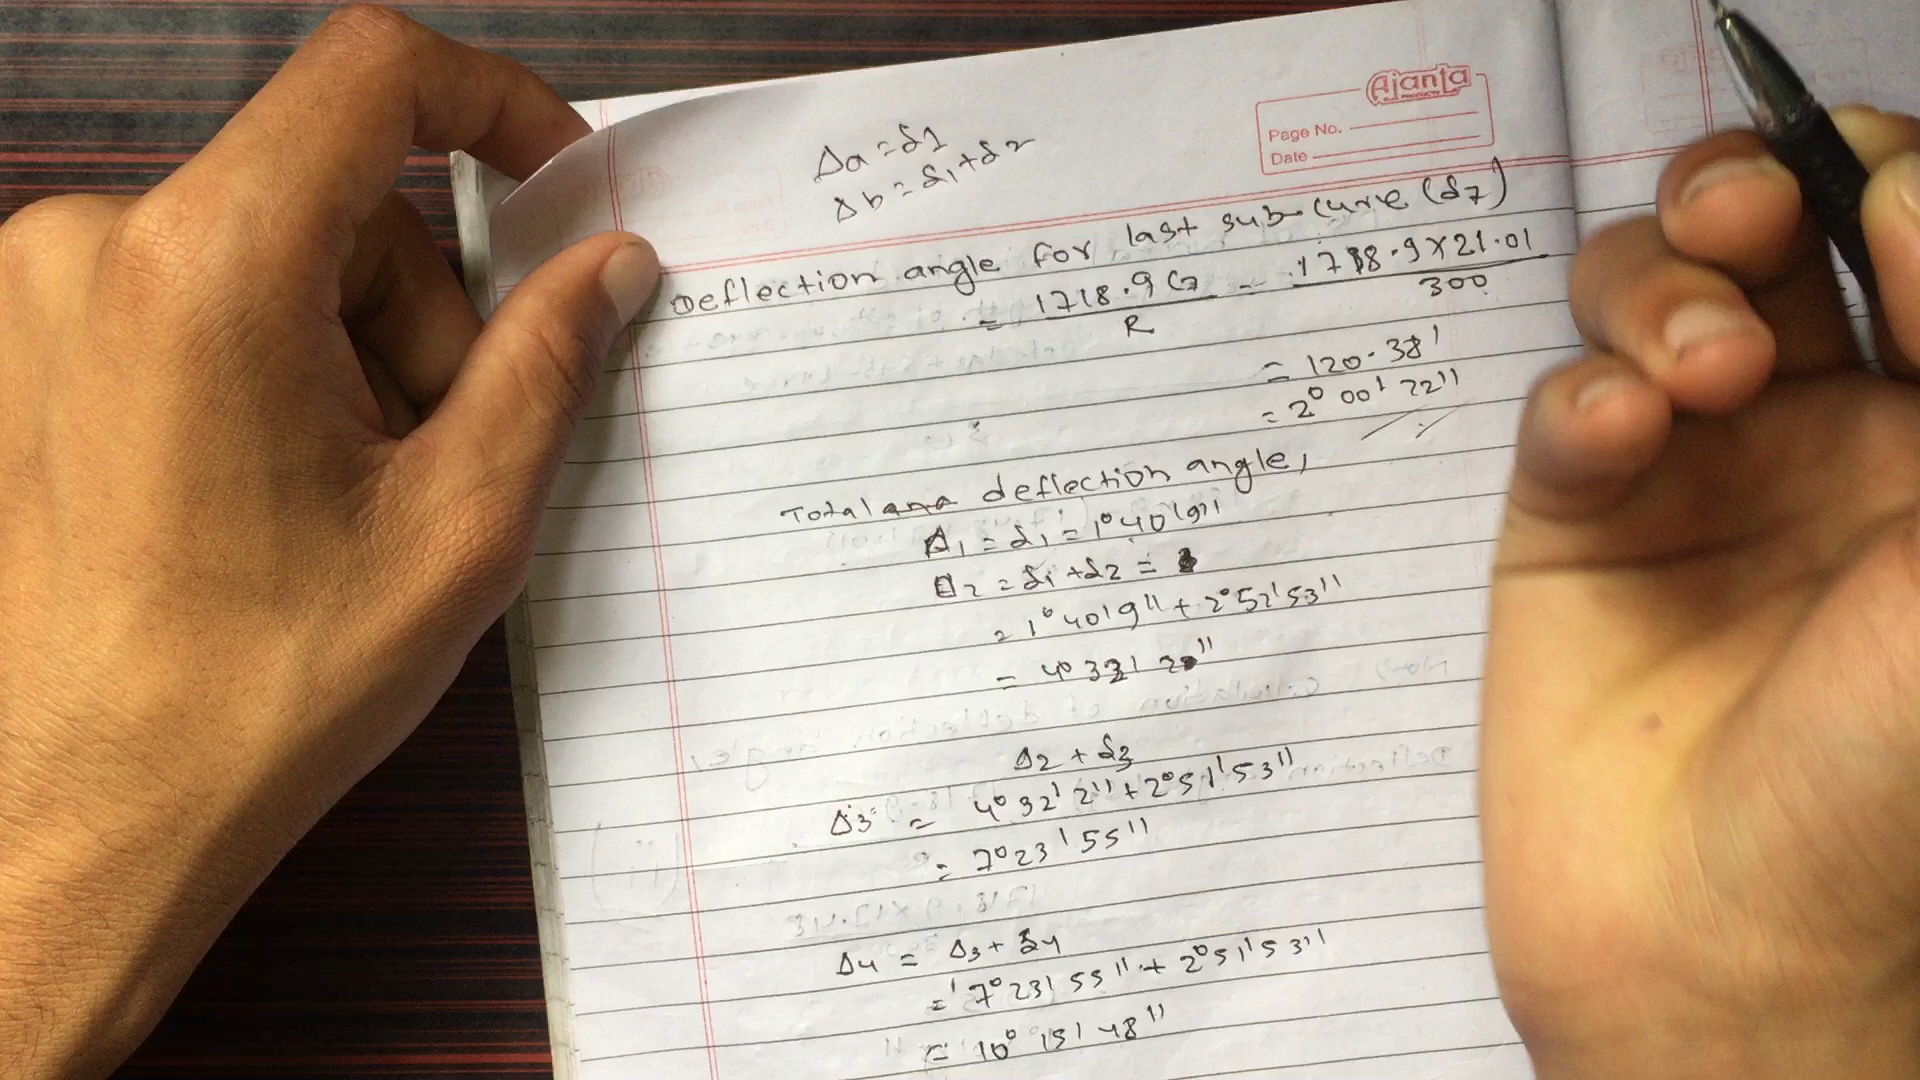 Ajanta
Page No.
Date
Δa = δ1
Δb = δ1 + δ2
Deflection angle for last sub-curve (δ7)
= 1718.9 C7 / R = 1718.9 X 21.01 / 300
= 120.38'
= 2° 00' 22"
Total deflection angle,
Δ1 = δ1 = 1° 40' 9"
Δ2 = δ1 + δ2 =
= 1° 40' 9" + 2° 52' 53"
= 4°
Δ2 + δ3
Δ3 = 4° 32' 2" + 2° 51' 53"
= 7° 23' 55"
Δ4 = Δ3 + δ4
= 7° 23' 55" + 2° 51' 53"
= 10° 15' 48"